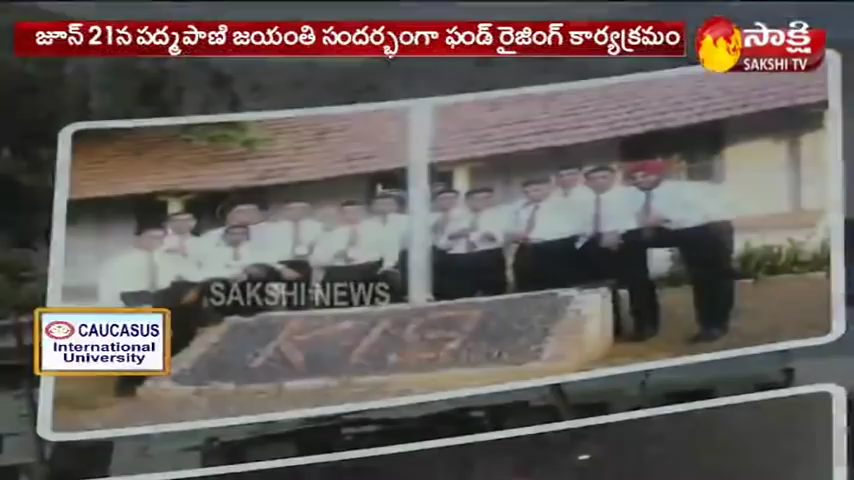 జూన్ 21న పద్మపాణి జయంతి సందర్భంగా ఫండ్ రైజింగ్ కార్యక్రమం
సాక్షి
SAKSHI TV
SAKSHI NEWS
CAUCASUS
International
University